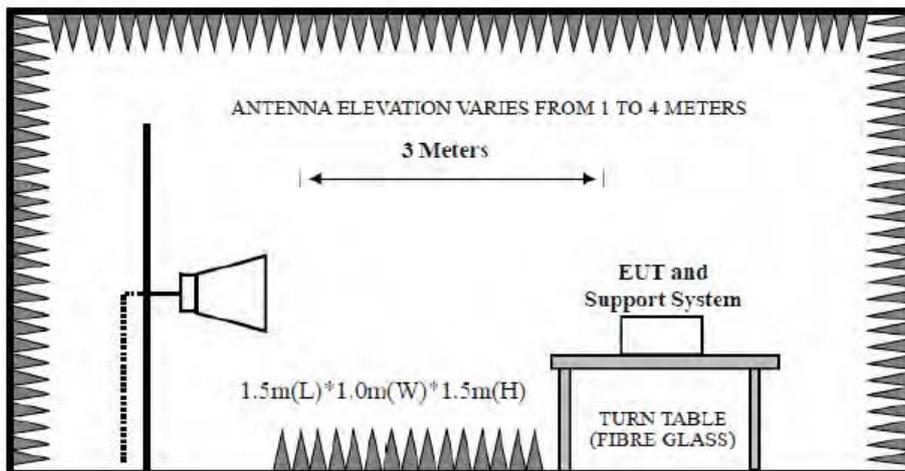 ANTENNA ELEVATION VARIES FROM 1 TO 4 METERS
3 Meters
EUT and
Support System
1.5m(L)*1.0m(W)*1.5m(H)
TURN TABLE
(FIBRE GLASS)